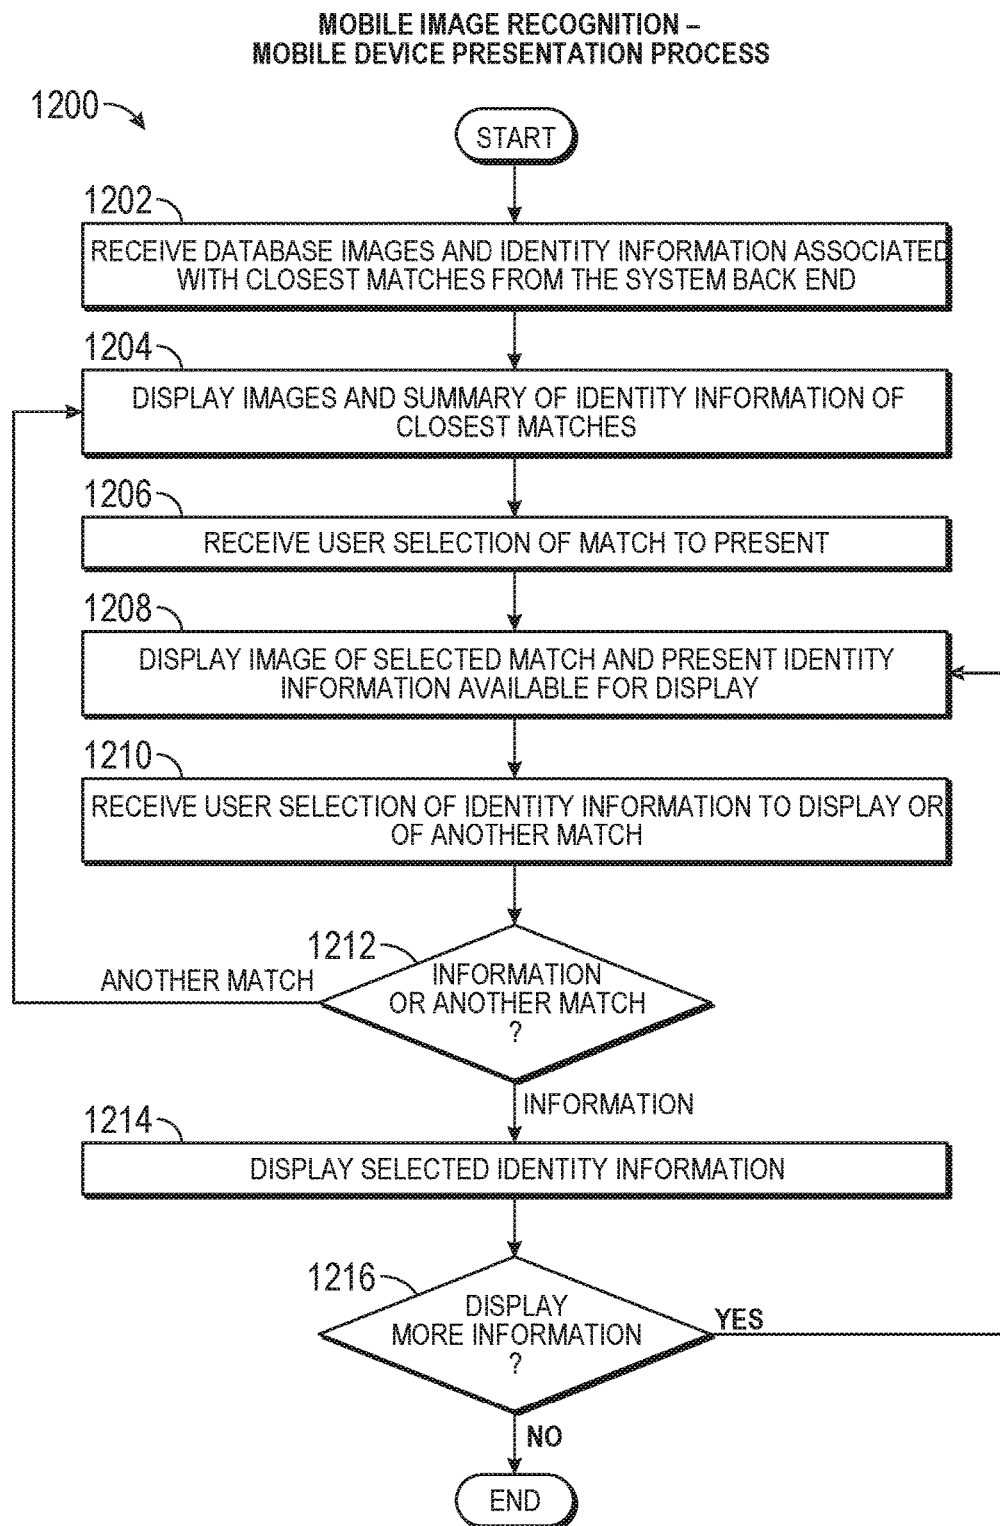 MOBILE IMAGE RECOGNITION –
MOBILE DEVICE PRESENTATION PROCESS
1200
START
1202
RECEIVE DATABASE IMAGES AND IDENTITY INFORMATION ASSOCIATED
WITH CLOSEST MATCHES FROM THE SYSTEM BACK END
1204
DISPLAY IMAGES AND SUMMARY OF IDENTITY INFORMATION OF
CLOSEST MATCHES
1206
RECEIVE USER SELECTION OF MATCH TO PRESENT
1208
DISPLAY IMAGE OF SELECTED MATCH AND PRESENT IDENTITY
INFORMATION AVAILABLE FOR DISPLAY
1210
RECEIVE USER SELECTION OF IDENTITY INFORMATION TO DISPLAY OR
OF ANOTHER MATCH
1212
ANOTHER MATCH
INFORMATION
OR ANOTHER MATCH
?
INFORMATION
1214
DISPLAY SELECTED IDENTITY INFORMATION
1216
DISPLAY
MORE INFORMATION
?
YES
NO
END